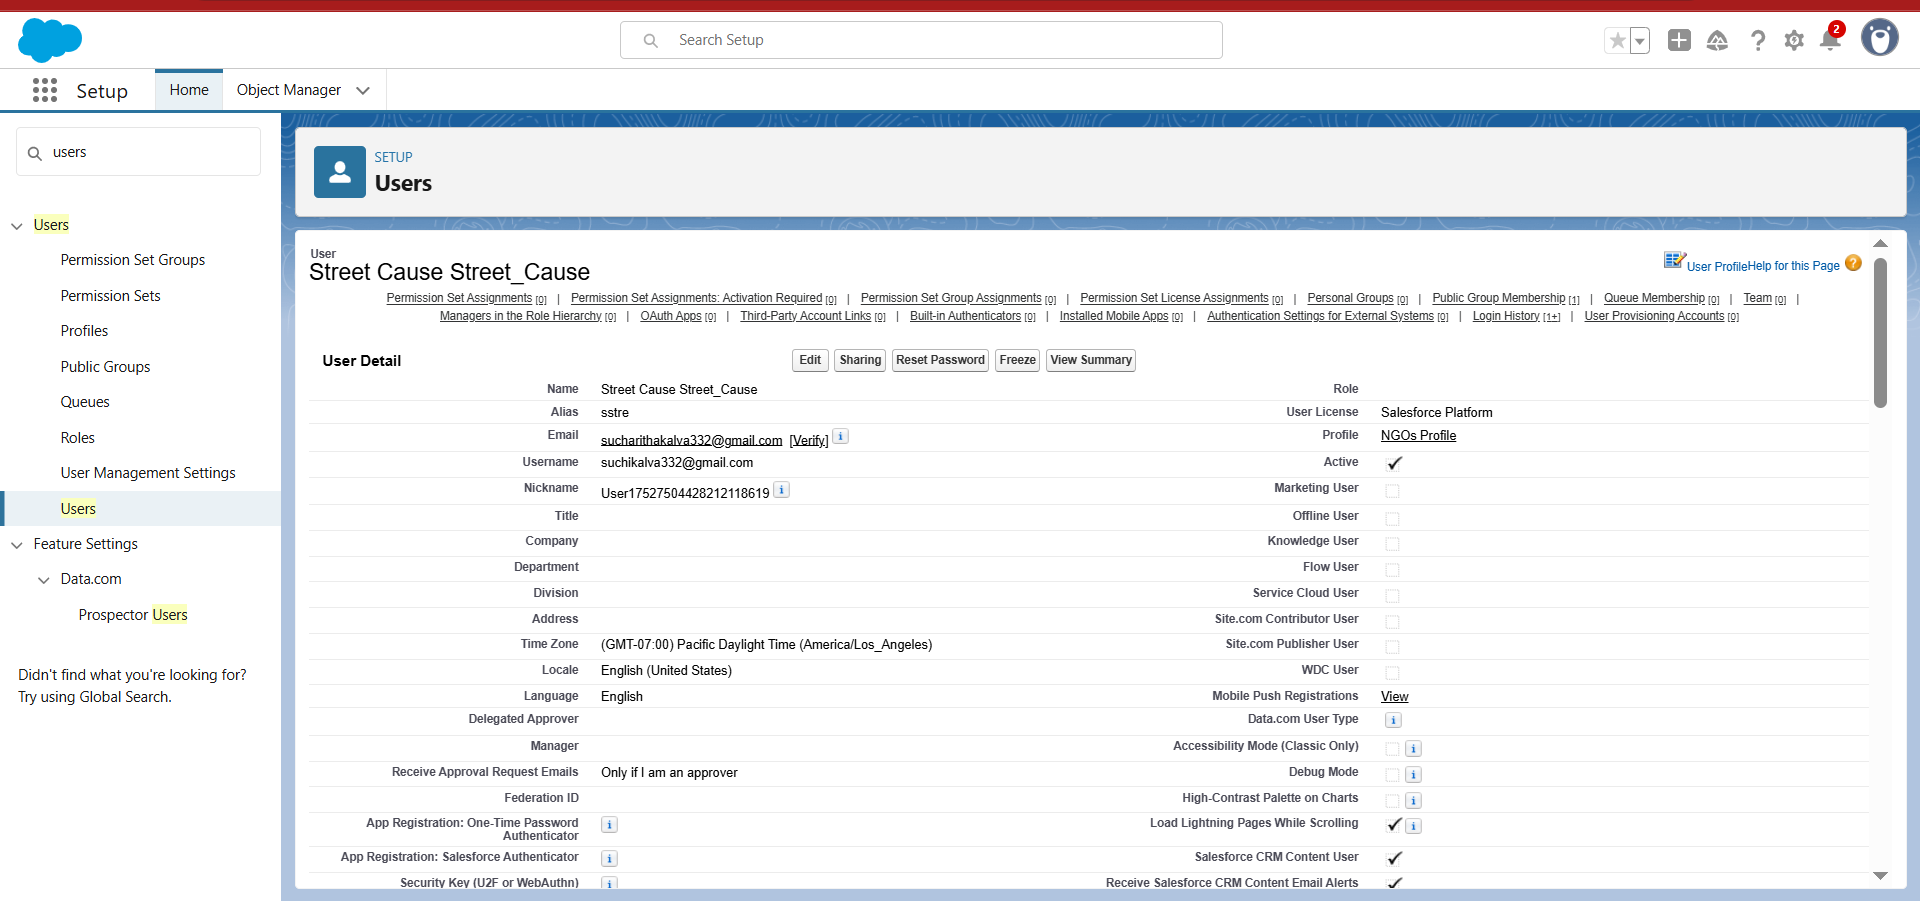 Search Setup
2
Setup
Home
Object Manager
users
Users
Permission Set Groups
Permission Sets
Profiles
Public Groups
Queues
Roles
User Management Settings
Users
Feature Settings
Data.com
Prospector Users
Didn't find what you're looking for?
Try using Global Search.
SETUP
Users
User
Street Cause Street_Cause
User Profile Help for this Page ?
Permission Set Assignments [0] | Permission Set Assignments: Activation Required [0] | Permission Set Group Assignments [0] | Permission Set License Assignments [0] | Personal Groups [0] | Public Group Membership [1] | Queue Membership [0] | Team [0] |
Managers in the Role Hierarchy [0] | OAuth Apps [0] | Third-Party Account Links [0] | Built-in Authenticators [0] | Installed Mobile Apps [0] | Authentication Settings for External Systems [0] | Login History [1+] | User Provisioning Accounts [0]
User Detail
Edit Sharing Reset Password Freeze View Summary
Name Street Cause Street_Cause Role
Alias sstre User License Salesforce Platform
Email sucharithakalva332@gmail.com [Verify] i Profile NGOs Profile
Username suchikalva332@gmail.com Active
Nickname User17527504428212118619 i Marketing User
Title Offline User
Company Knowledge User
Department Flow User
Division Service Cloud User
Address Site.com Contributor User
Time Zone (GMT-07:00) Pacific Daylight Time (America/Los_Angeles) Site.com Publisher User
Locale English (United States) WDC User
Language English Mobile Push Registrations View
Delegated Approver Data.com User Type i
Manager Accessibility Mode (Classic Only) i
Receive Approval Request Emails Only if I am an approver Debug Mode i
Federation ID High-Contrast Palette on Charts i
App Registration: One-Time Password Authenticator i Load Lightning Pages While Scrolling i
App Registration: Salesforce Authenticator i Salesforce CRM Content User
Security Key (U2F or WebAuthn) i Receive Salesforce CRM Content Email Alerts